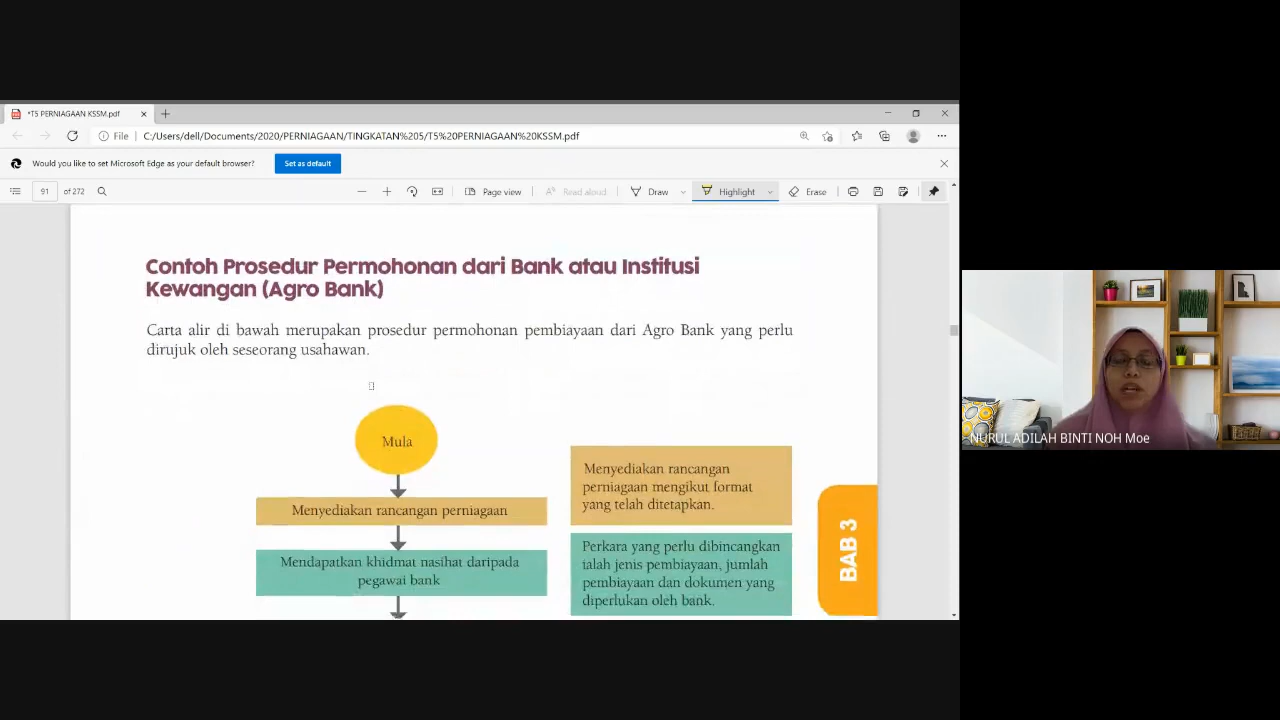 *T5 PERNIAGAAN KSSM.pdf
File
C:/Users/dell/Documents/2020/PERNIAGAAN/TINGKATAN%205/T5%20PERNIAGAAN%20KSSM.pdf
Would you like to set Microsoft Edge as your default browser?
Set as default
91
of 272
Page view
Read aloud
Draw
Highlight
Erase
Contoh Prosedur Permohonan dari Bank atau Institusi
Kewangan (Agro Bank)
Carta alir di bawah merupakan prosedur permohonan pembiayaan dari Agro Bank yang perlu
dirujuk oleh seseorang usahawan.
Mula
Menyediakan rancangan perniagaan
Mendapatkan khidmat nasihat daripada
pegawai bank
Menyediakan rancangan
perniagaan mengikut format
yang telah ditetapkan.
Perkara yang perlu dibincangkan
ialah jenis pembiayaan, jumlah
pembiayaan dan dokumen yang
diperlukan oleh bank.
BAB 3
NURUL ADILAH BINTI NOH Moe